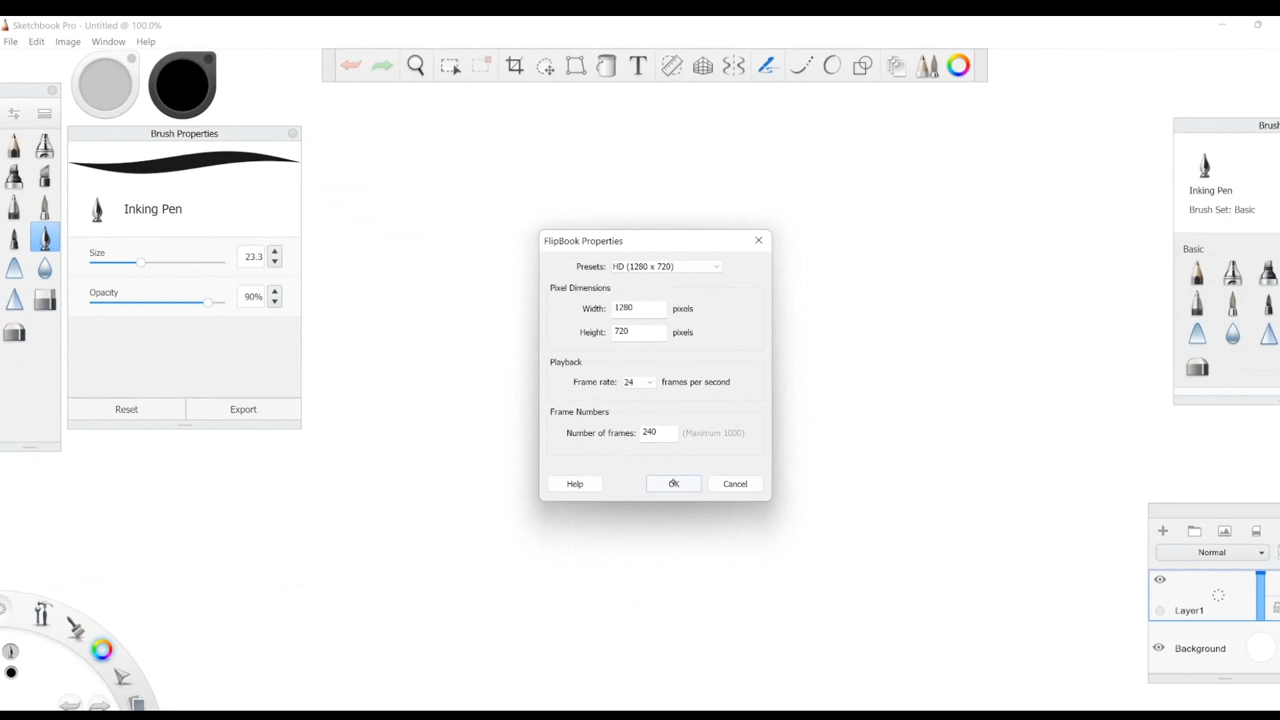 Sketchbook Pro - Untitled @ 100.0%
File Edit Image Window Help
T
Brush Properties
Inking Pen
Size 23.3
Opacity 90%
Reset Export
FlipBook Properties
Presets: HD (1280 x 720)
Pixel Dimensions
Width: 1280 pixels
Height: 720 pixels
Playback
Frame rate: 24 frames per second
Frame Numbers
Number of frames: 240 (Maximum 1000)
Help OK Cancel
Brush
Inking Pen
Brush Set: Basic
Basic
Normal
Layer1
Background